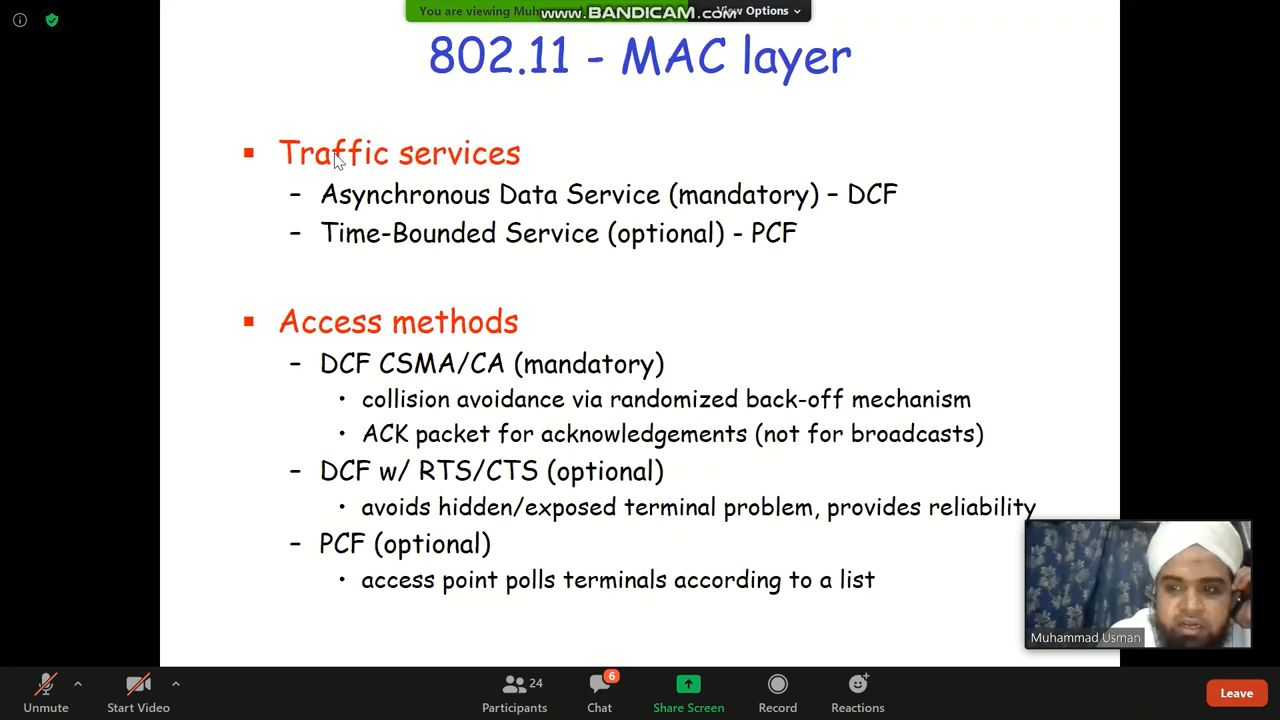 You are viewing Muh
www.BANDICAM.com
View Options
802.11 - MAC layer
▪ Traffic services
– Asynchronous Data Service (mandatory) – DCF
– Time-Bounded Service (optional) - PCF
▪ Access methods
– DCF CSMA/CA (mandatory)
• collision avoidance via randomized back-off mechanism
• ACK packet for acknowledgements (not for broadcasts)
– DCF w/ RTS/CTS (optional)
• avoids hidden/exposed terminal problem, provides reliability
– PCF (optional)
• access point polls terminals according to a list
Muhammad Usman
Unmute
Start Video
24
Participants
6
Chat
Share Screen
Record
Reactions
Leave